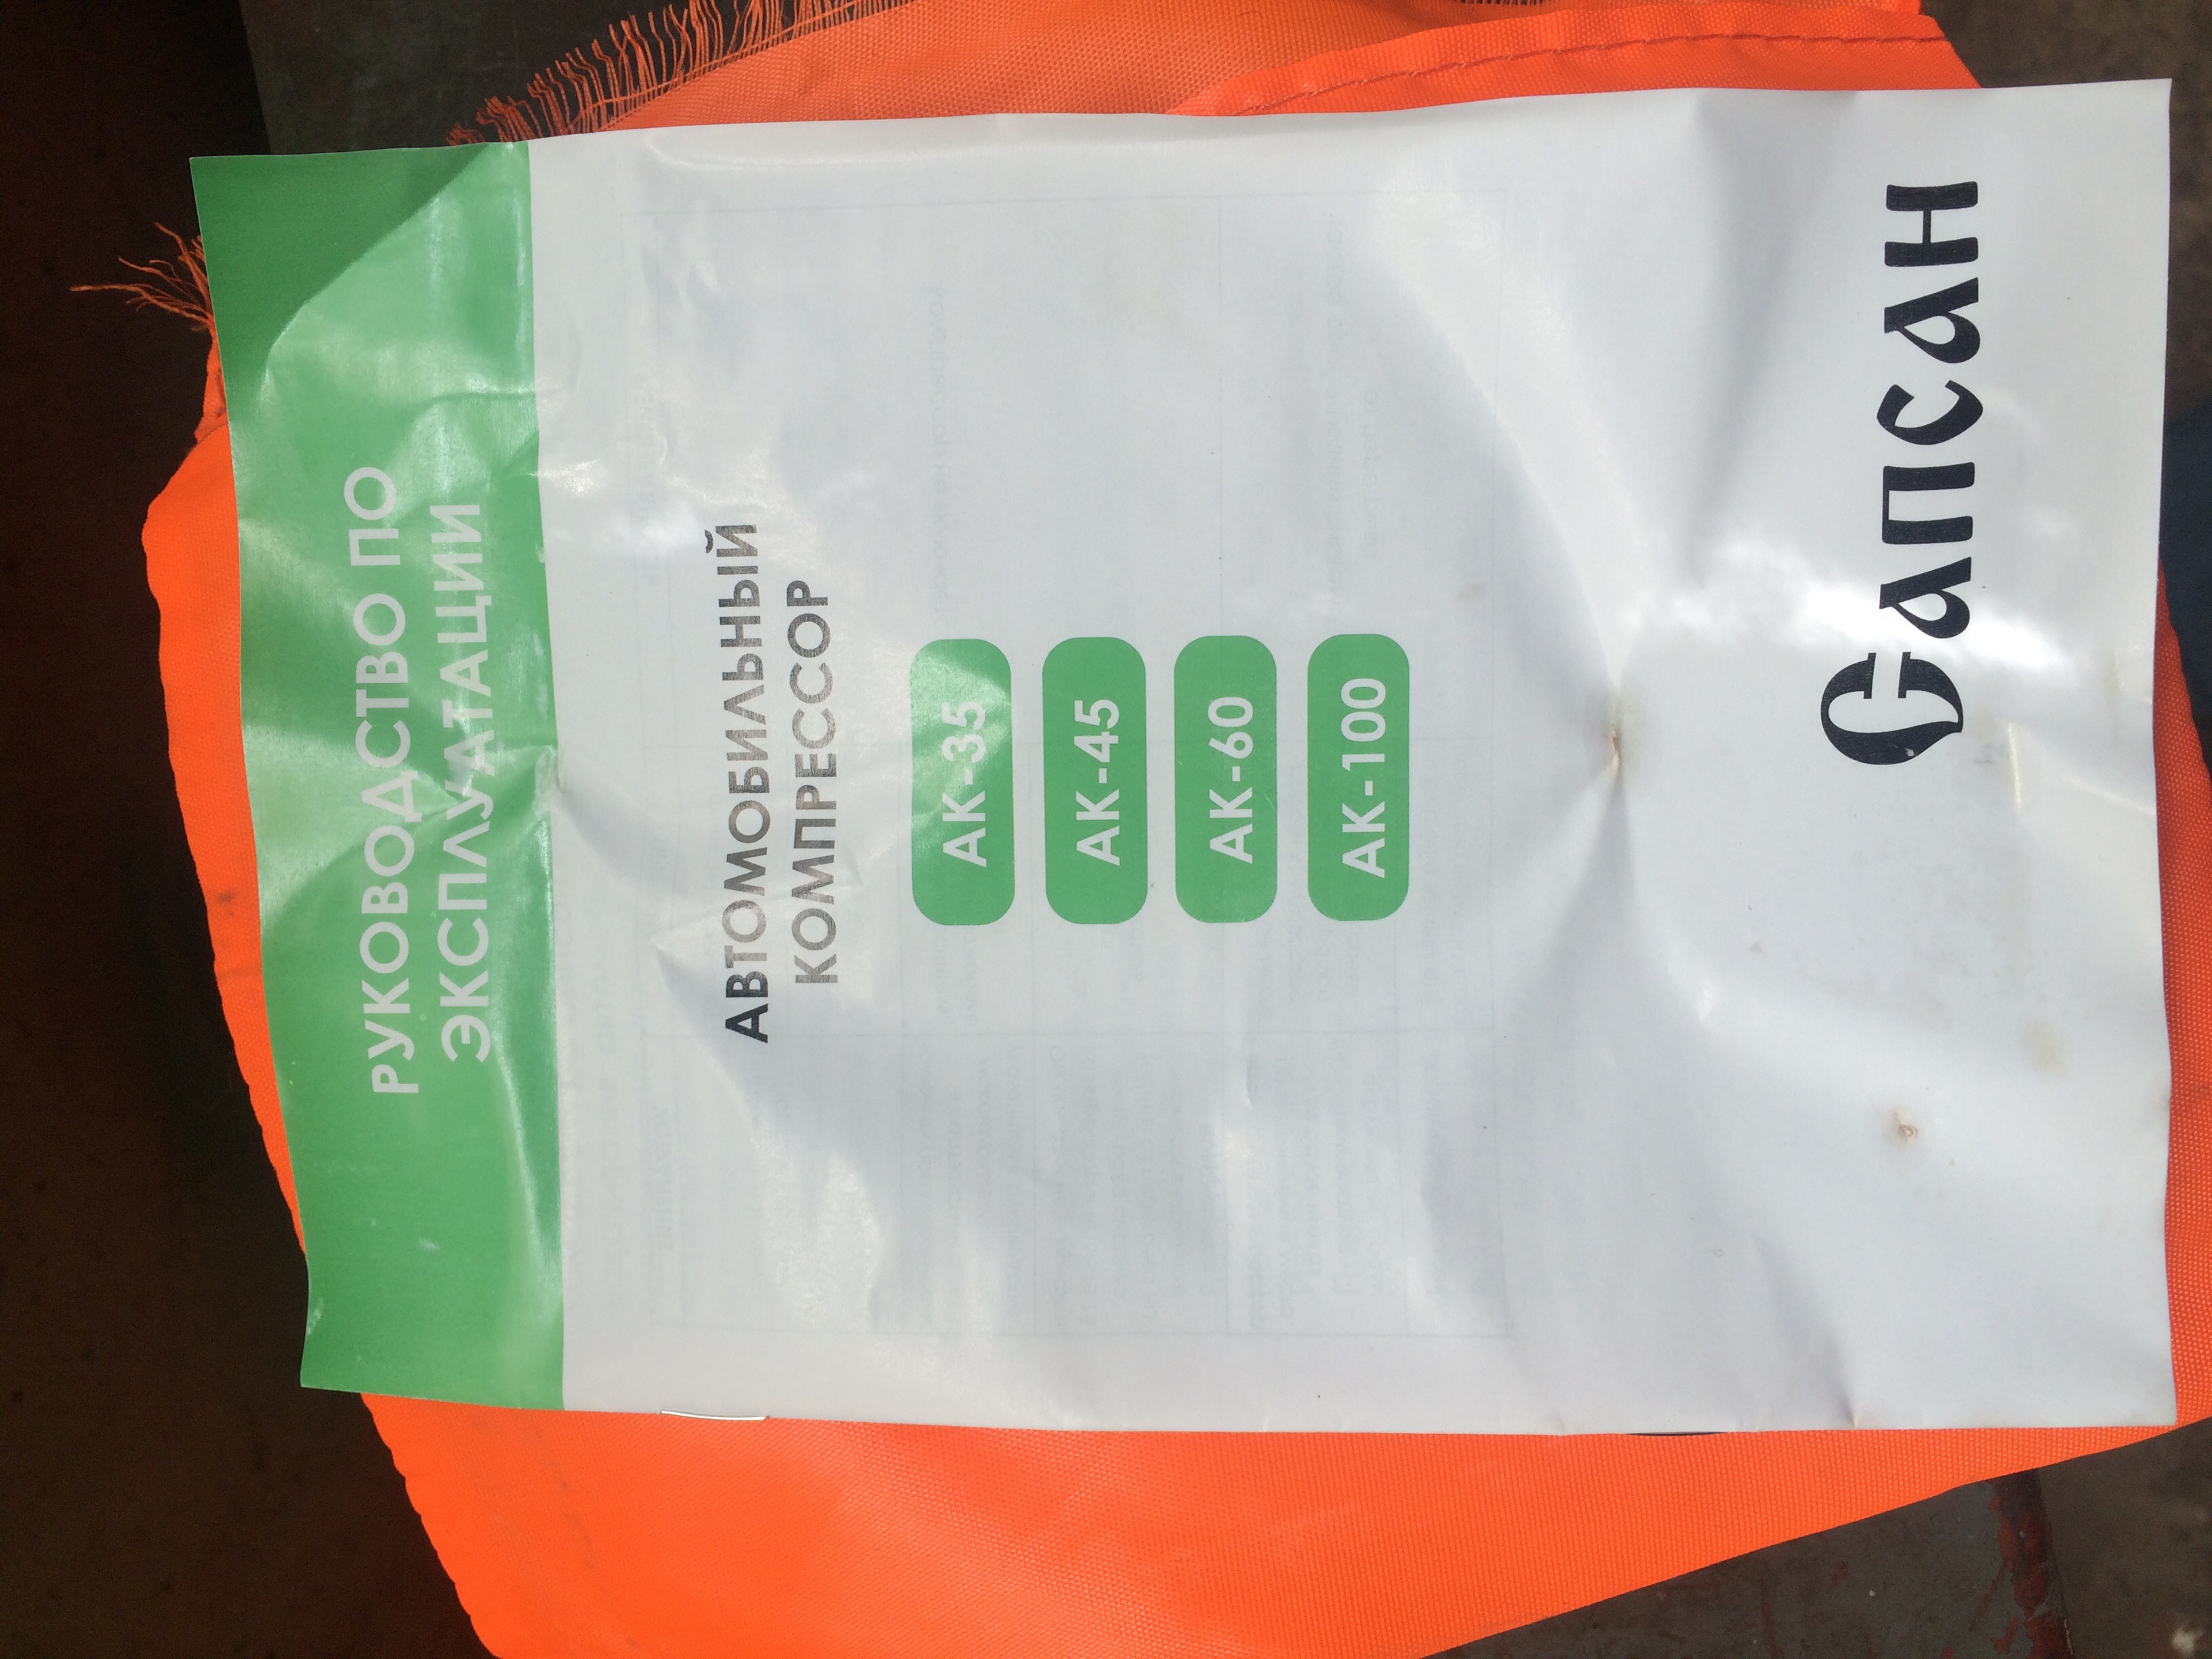 РУКОВОДСТВО ПО
ЭКСПЛУАТАЦИИ
АВТОМОБИЛЬНЫЙ
КОМПРЕССОР
АК-35
АК-45
АК-60
АК-100
Сапсан